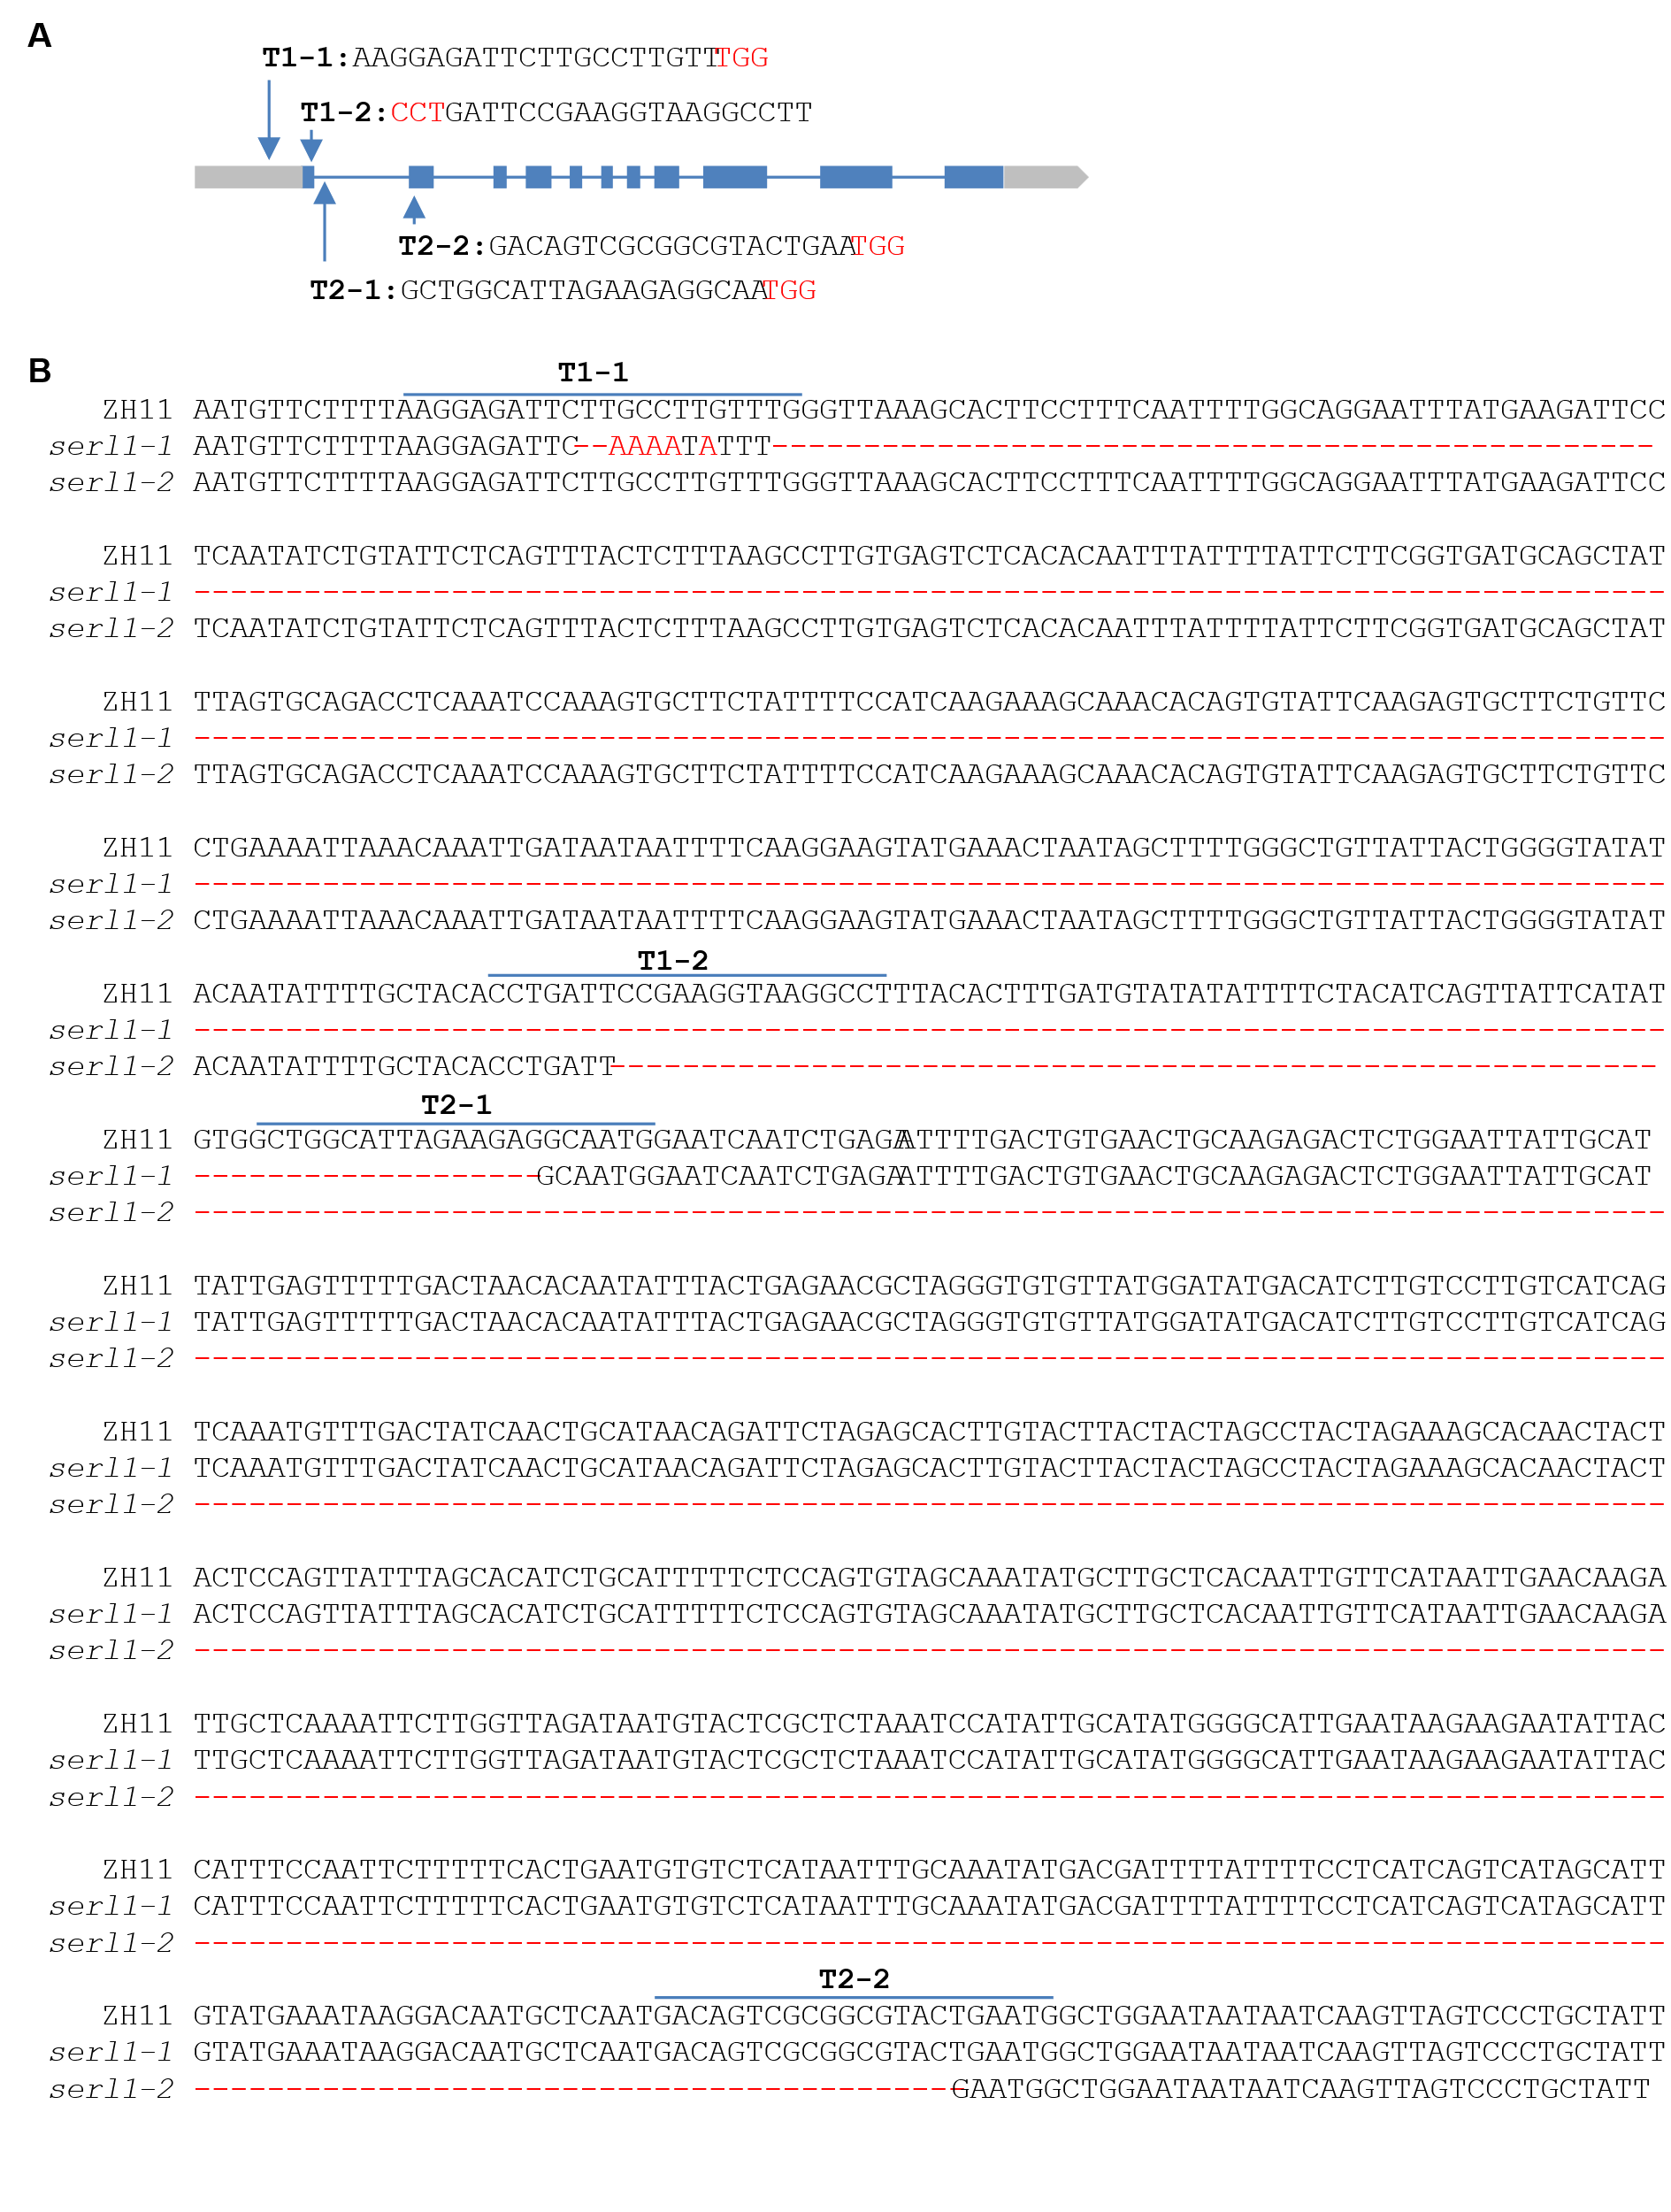 A
T1-1:AAGGAGATTCTTGCCTTGTTTGG
T1-2:CCTGATTCCGAAGGTAAGGCCTT
T2-2:GACAGTCGCGGCGTACTGAATGG
T2-1:GCTGGCATTAGAAGAGGCAATGG
B
T1-1
ZH11 AATGTTCTTTTAAGGAGATTCTTGCCTTGTTTGGGTTAAAGCACTTCCTTTCAATTTTGGCAGGAATTTATGAAGATTCC
serl1-1 AATGTTCTTTTAAGGAGATTC--AAAATATTT------------------------------------------------
serl1-2 AATGTTCTTTTAAGGAGATTCTTGCCTTGTTTGGGTTAAAGCACTTCCTTTCAATTTTGGCAGGAATTTATGAAGATTCC
ZH11 TCAATATCTGTATTCTCAGTTTACTCTTTAAGCCTTGTGAGTCTCACACAATTTATTTTATTCTTCGGTGATGCAGCTAT
serl1-1 --------------------------------------------------------------------------------
serl1-2 TCAATATCTGTATTCTCAGTTTACTCTTTAAGCCTTGTGAGTCTCACACAATTTATTTTATTCTTCGGTGATGCAGCTAT
ZH11 TTAGTGCAGACCTCAAATCCAAAGTGCTTCTATTTTCCATCAAGAAAGCAAACACAGTGTATTCAAGAGTGCTTCTGTTC
serl1-1 --------------------------------------------------------------------------------
serl1-2 TTAGTGCAGACCTCAAATCCAAAGTGCTTCTATTTTCCATCAAGAAAGCAAACACAGTGTATTCAAGAGTGCTTCTGTTC
ZH11 CTGAAAATTAAACAAATTGATAATAATTTTCAAGGAAGTATGAAACTAATAGCTTTTGGGCTGTTATTACTGGGGTATAT
serl1-1 --------------------------------------------------------------------------------
serl1-2 CTGAAAATTAAACAAATTGATAATAATTTTCAAGGAAGTATGAAACTAATAGCTTTTGGGCTGTTATTACTGGGGTATAT
T1-2
ZH11 ACAATATTTTGCTACACCTGATTCCGAAGGTAAGGCCTTTACACTTTGATGTATATATTTTCTACATCAGTTATTCATAT
serl1-1 --------------------------------------------------------------------------------
serl1-2 ACAATATTTTGCTACACCTGATT---------------------------------------------------------
T2-1
ZH11 GTGGCTGGCATTAGAAGAGGCAATGGAATCAATCTGAGAATTTTGACTGTGAACTGCAAGAGACTCTGGAATTATTGCAT
serl1-1 -------------------GCAATGGAATCAATCTGAGAATTTTGACTGTGAACTGCAAGAGACTCTGGAATTATTGCAT
serl1-2 --------------------------------------------------------------------------------
ZH11 TATTGAGTTTTTGACTAACACAATATTTACTGAGAACGCTAGGGTGTGTTATGGATATGACATCTTGTCCTTGTCATCAG
serl1-1 TATTGAGTTTTTGACTAACACAATATTTACTGAGAACGCTAGGGTGTGTTATGGATATGACATCTTGTCCTTGTCATCAG
serl1-2 --------------------------------------------------------------------------------
ZH11 TCAAATGTTTGACTATCAACTGCATAACAGATTCTAGAGCACTTGTACTTACTACTAGCCTACTAGAAAGCACAACTACT
serl1-1 TCAAATGTTTGACTATCAACTGCATAACAGATTCTAGAGCACTTGTACTTACTACTAGCCTACTAGAAAGCACAACTACT
serl1-2 --------------------------------------------------------------------------------
ZH11 ACTCCAGTTATTTAGCACATCTGCATTTTTCTCCAGTGTAGCAAATATGCTTGCTCACAATTGTTCATAATTGAACAAGA
serl1-1 ACTCCAGTTATTTAGCACATCTGCATTTTTCTCCAGTGTAGCAAATATGCTTGCTCACAATTGTTCATAATTGAACAAGA
serl1-2 --------------------------------------------------------------------------------
ZH11 TTGCTCAAAATTCTTGGTTAGATAATGTACTCGCTCTAAATCCATATTGCATATGGGGCATTGAATAAGAAGAATATTAC
serl1-1 TTGCTCAAAATTCTTGGTTAGATAATGTACTCGCTCTAAATCCATATTGCATATGGGGCATTGAATAAGAAGAATATTAC
serl1-2 --------------------------------------------------------------------------------
ZH11 CATTTCCAATTCTTTTTCACTGAATGTGTCTCATAATTTGCAAATATGACGATTTTATTTTCCTCATCAGTCATAGCATT
serl1-1 CATTTCCAATTCTTTTTCACTGAATGTGTCTCATAATTTGCAAATATGACGATTTTATTTTCCTCATCAGTCATAGCATT
serl1-2 --------------------------------------------------------------------------------
T2-2
ZH11 GTATGAAATAAGGACAATGCTCAATGACAGTCGCGGCGTACTGAATGGCTGGAATAATAATCAAGTTAGTCCCTGCTATT
serl1-1 GTATGAAATAAGGACAATGCTCAATGACAGTCGCGGCGTACTGAATGGCTGGAATAATAATCAAGTTAGTCCCTGCTATT
serl1-2 ------------------------------------------GAATGGCTGGAATAATAATCAAGTTAGTCCCTGCTATT